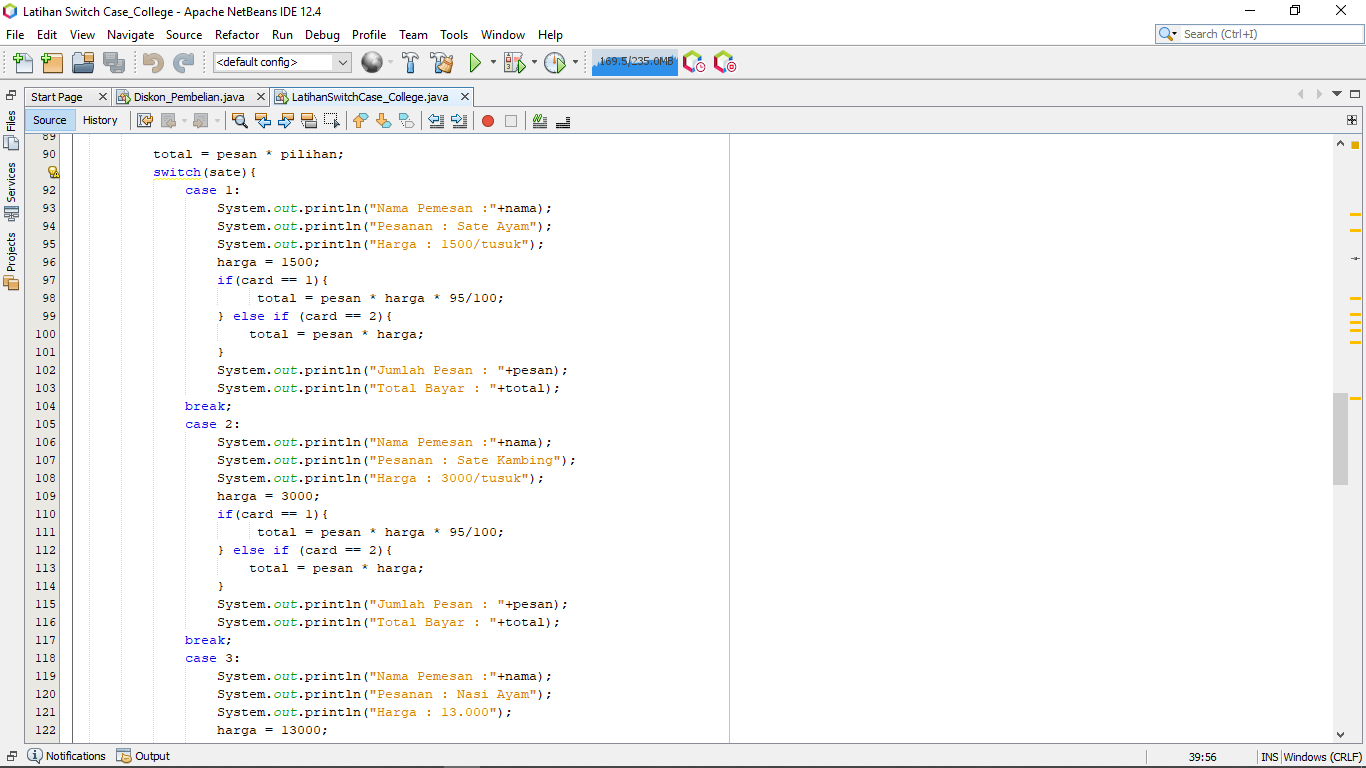 Latihan Switch Case_College - Apache NetBeans IDE 12.4
File Edit View Navigate Source Refactor Run Debug Profile Team Tools Window Help
Search (Ctrl+I)
<default config>
169.5/235.0MB
Start Page
Diskon_Pembelian.java
LatihanSwitchCase_College.java
Source History
Files
Services
Projects
89
90 total = pesan * pilihan;
switch(sate){
92 case 1:
93 System.out.println("Nama Pemesan :"+nama);
94 System.out.println("Pesanan : Sate Ayam");
95 System.out.println("Harga : 1500/tusuk");
96 harga = 1500;
97 if(card == 1){
98 total = pesan * harga * 95/100;
99 } else if (card == 2){
100 total = pesan * harga;
101 }
102 System.out.println("Jumlah Pesan : "+pesan);
103 System.out.println("Total Bayar : "+total);
104 break;
105 case 2:
106 System.out.println("Nama Pemesan :"+nama);
107 System.out.println("Pesanan : Sate Kambing");
108 System.out.println("Harga : 3000/tusuk");
109 harga = 3000;
110 if(card == 1){
111 total = pesan * harga * 95/100;
112 } else if (card == 2){
113 total = pesan * harga;
114 }
115 System.out.println("Jumlah Pesan : "+pesan);
116 System.out.println("Total Bayar : "+total);
117 break;
118 case 3:
119 System.out.println("Nama Pemesan :"+nama);
120 System.out.println("Pesanan : Nasi Ayam");
121 System.out.println("Harga : 13.000");
122 harga = 13000;
Notifications Output
39:56 INS Windows (CRLF)